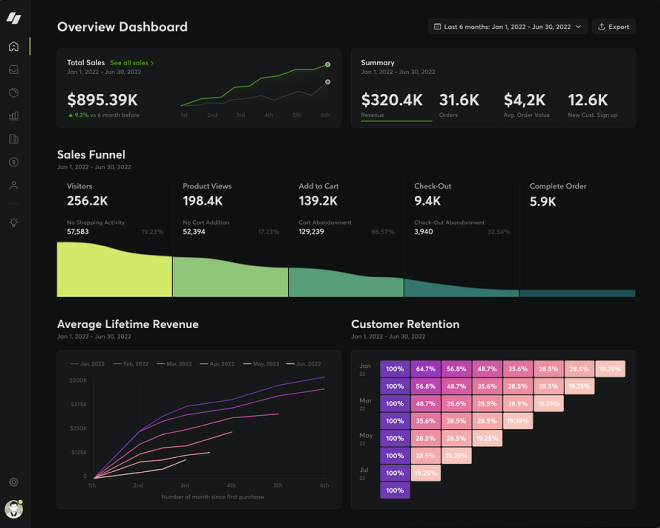 Overview Dashboard
Last 6 months: Jan 1, 2022 - Jun 30, 2022
Export
Total Sales See all sales >
Jan 1, 2022 - Jun 30, 2022
$895.39K
▲ 9.2% vs 6 month before
1st 2nd 3rd 4th 5th 6th
Summary
Jan 1, 2022 - Jun 30, 2022
$320.4K 31.6K $4,2K 12.6K
Revenue Orders Avg. Order Value New Cust. Sign up
Sales Funnel
Jan 1, 2022 - Jun 30, 2022
Visitors Product Views Add to Cart Check-Out Complete Order
256.2K 198.4K 139.2K 9.4K 5.9K
No Shopping Activity No Cart Addition Cart Abandonment Check-Out Abandonment
57,583 19.23% 52,394 17.23% 129,239 86.57% 3,940 32.54%
Average Lifetime Revenue
Jan 1, 2022 - Jun 30, 2022
Jan, 2022 Feb, 2022 Mar, 2022 Apr, 2022 May, 2022 Jun, 2022
$500K
$375K
$250K
$125K
0
1th 2nd 3rd 4th 5th 6th
Number of month since first purchase
Customer Retention
Jan 1, 2022 - Jun 30, 2022
Jan 22 100% 64.7% 56.8% 48.7% 35.6% 28.5% 28.5% 19.25%
100% 56.8% 48.7% 35.6% 28.5% 28.5% 19.25%
Mar 22 100% 48.7% 35.6% 28.5% 28.5% 19.25%
100% 35.6% 28.5% 28.5% 19.25%
May 22 100% 28.5% 28.5% 19.25%
100% 28.5% 19.25%
Jul 22 100% 19.25%
100%